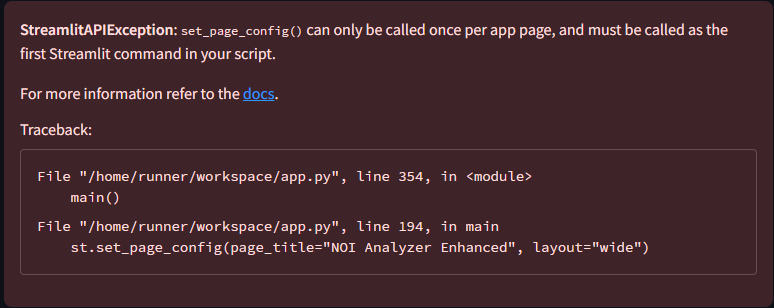 StreamlitAPIException: set_page_config() can only be called once per app page, and must be called as the
first Streamlit command in your script.
For more information refer to the docs.
Traceback:
File "/home/runner/workspace/app.py", line 354, in <module>
    main()
File "/home/runner/workspace/app.py", line 194, in main
    st.set_page_config(page_title="NOI Analyzer Enhanced", layout="wide")